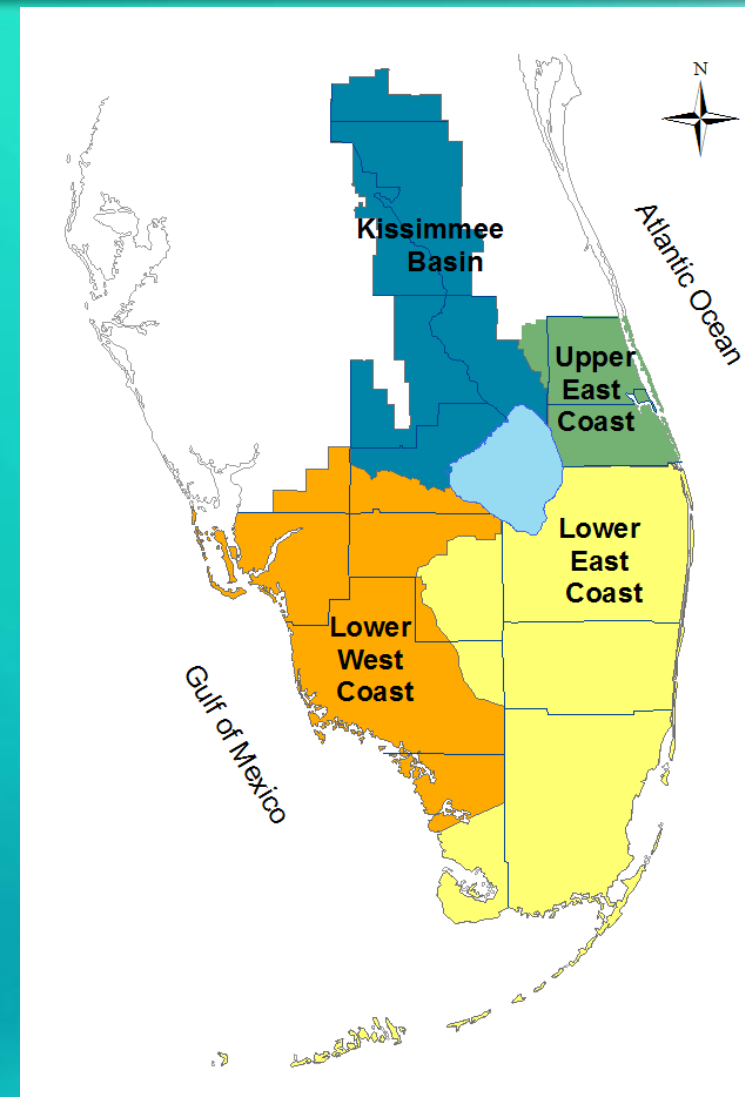 N
Atlantic Ocean
Kissimmee
Basin
Upper
East
Coast
Lower
East
Coast
Lower
West
Coast
Gulf of Mexico